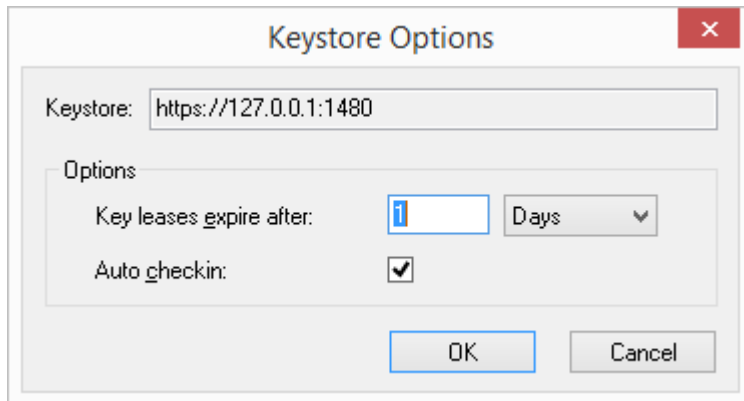 Keystore Options
Keystore: https://127.0.0.1:1480
Options
Key leases expire after: 1 Days
Auto checkin:
OK Cancel